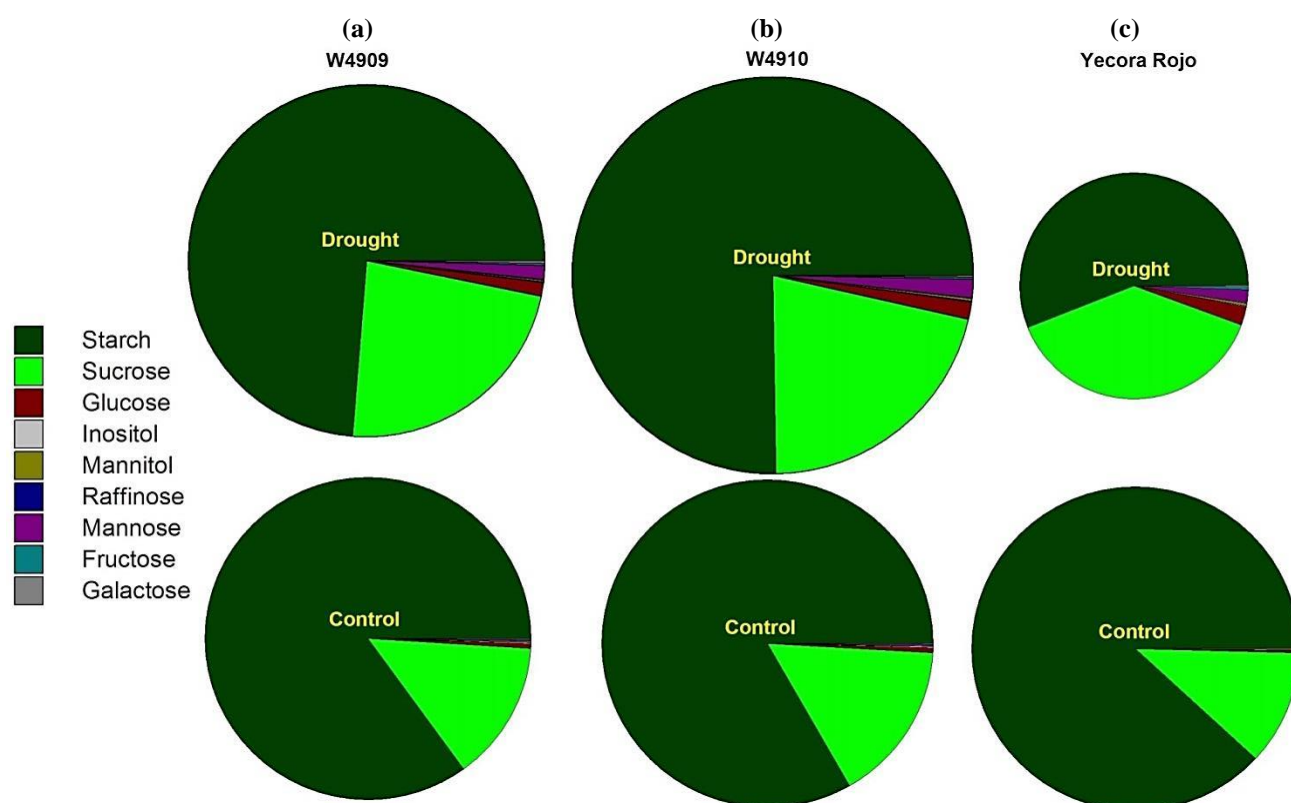 (a)
W4909
(b)
W4910
(c)
Yecora Rojo
Drought
Drought
Drought
Starch
Sucrose
Glucose
Inositol
Mannitol
Raffinose
Mannose
Fructose
Galactose
Control
Control
Control